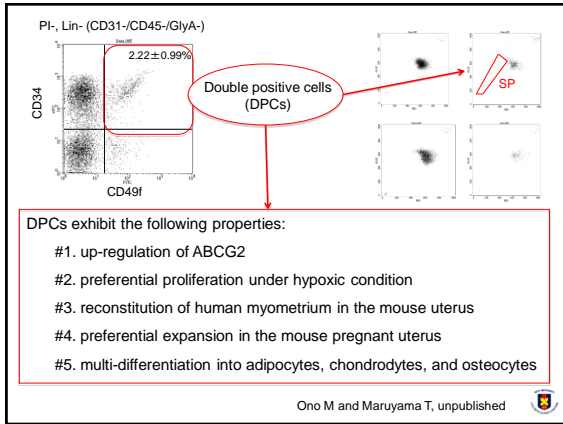 PI-, Lin- (CD31-/CD45-/GlyA-)
2.22±0.99%
CD34
CD49f
Double positive cells
(DPCs)
SP
DPCs exhibit the following properties:
#1. up-regulation of ABCG2
#2. preferential proliferation under hypoxic condition
#3. reconstitution of human myometrium in the mouse uterus
#4. preferential expansion in the mouse pregnant uterus
#5. multi-differentiation into adipocytes, chondrodytes, and osteocytes
Ono M and Maruyama T, unpublished